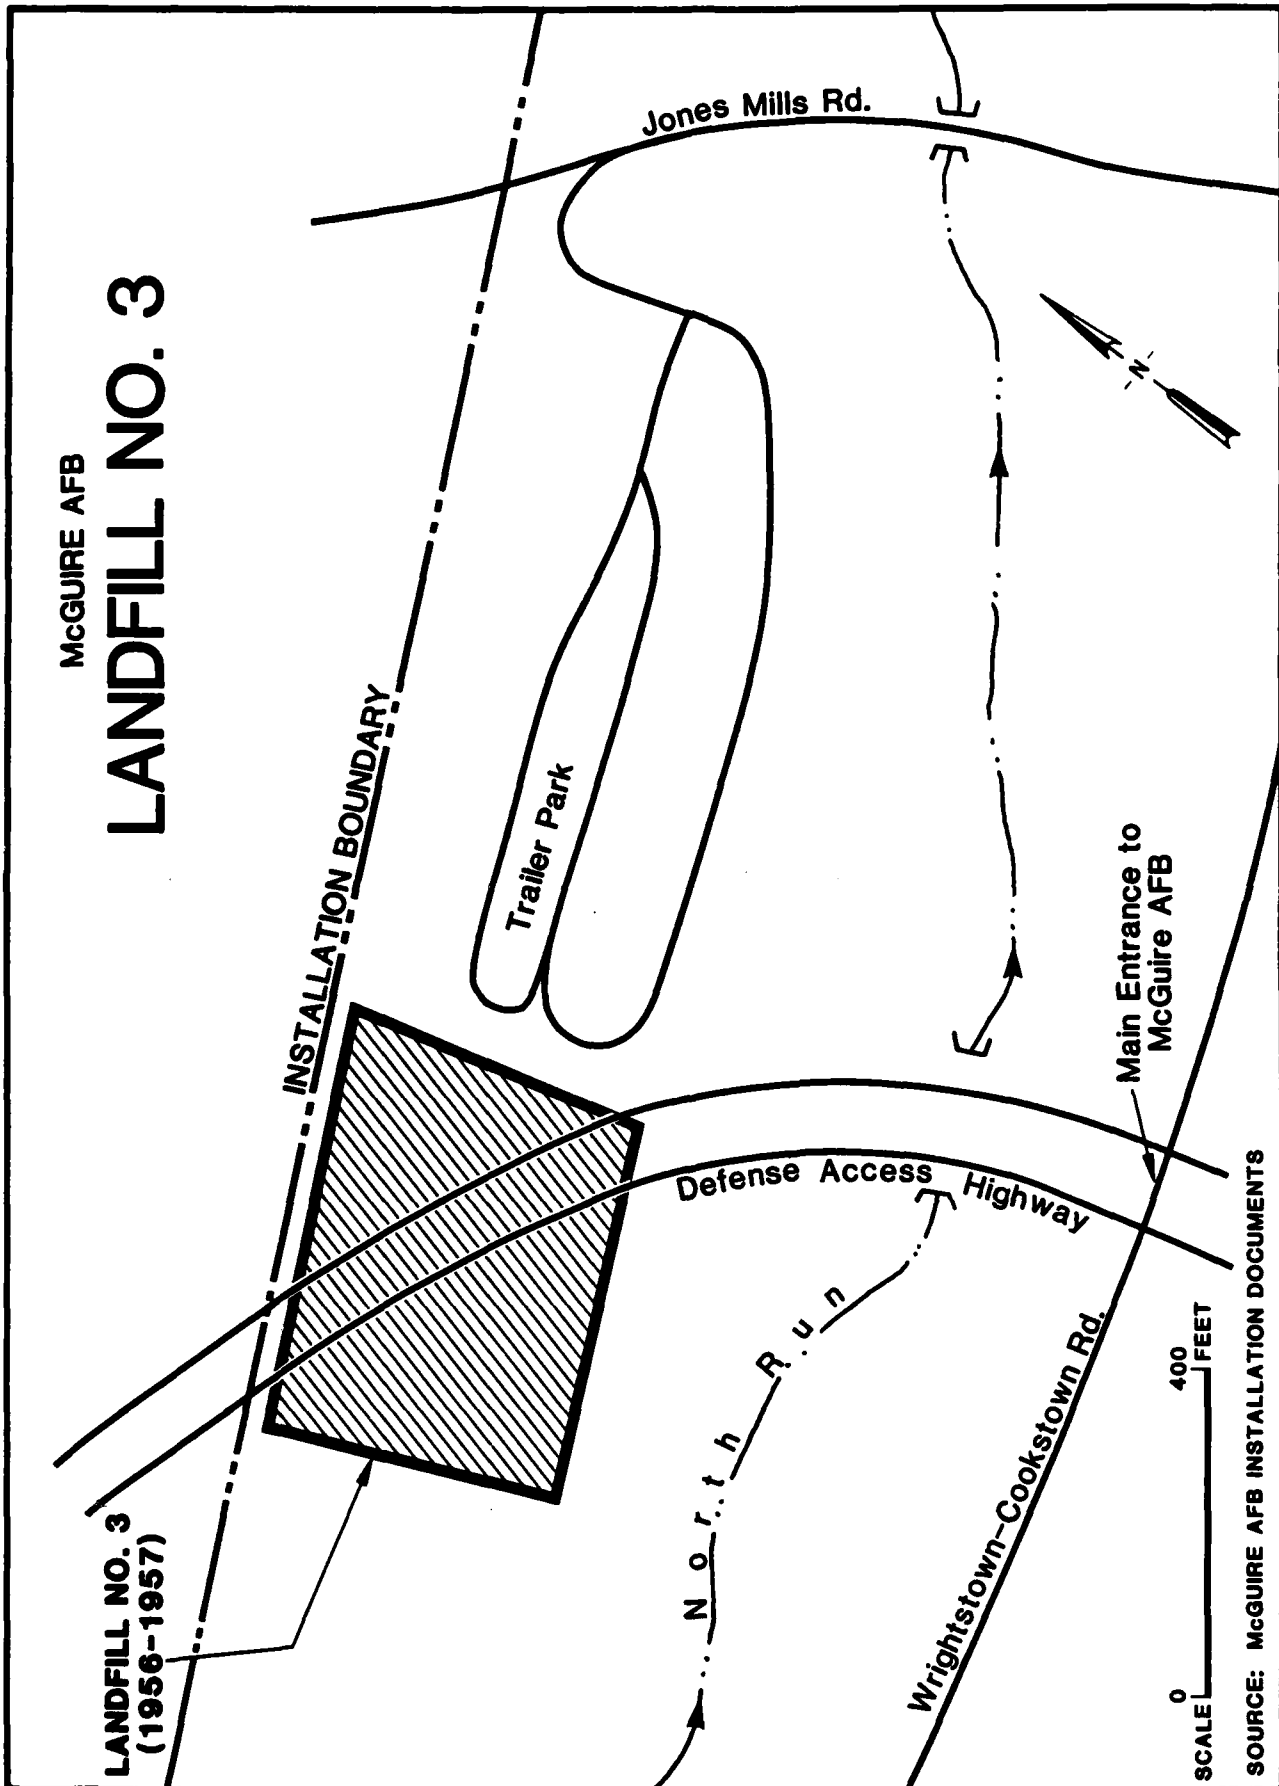 McGUIRE AFB
LANDFILL NO. 3
LANDFILL NO. 3
(1956-1957)
INSTALLATION BOUNDARY
Jones Mills Rd.
Trailer Park
Defense Access Highway
North Run
N
Main Entrance to
McGuire AFB
Wrightstown-Cookstown Rd.
SCALE 0 400 FEET
SOURCE: McGUIRE AFB INSTALLATION DOCUMENTS